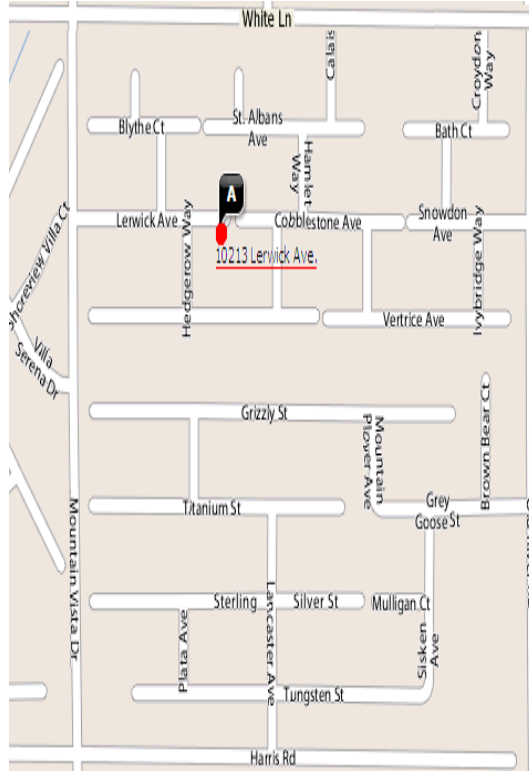 White Ln
Calais
Croydon
Way
Blythe Ct
St. Albans
Ave
Bath Ct
Hamlet
Way
A
Lerwick Ave
Cobblestone Ave
Snowdon
Ave
Hedgerow Way
10213 Lerwick Ave.
Shoreview Villa Ct
Ivybridge Way
Vertrice Ave
Villa
Serena Dr
Grizzly St
Mountain
Plover Ave
Brown Bear Ct
Titanium St
Grey
Goose St
Mountain Vista Dr
Lancaster Ave
Sterling
Silver St
Mulligan Ct
Plata Ave
Sisken
Ave
Tungsten St
Harris Rd